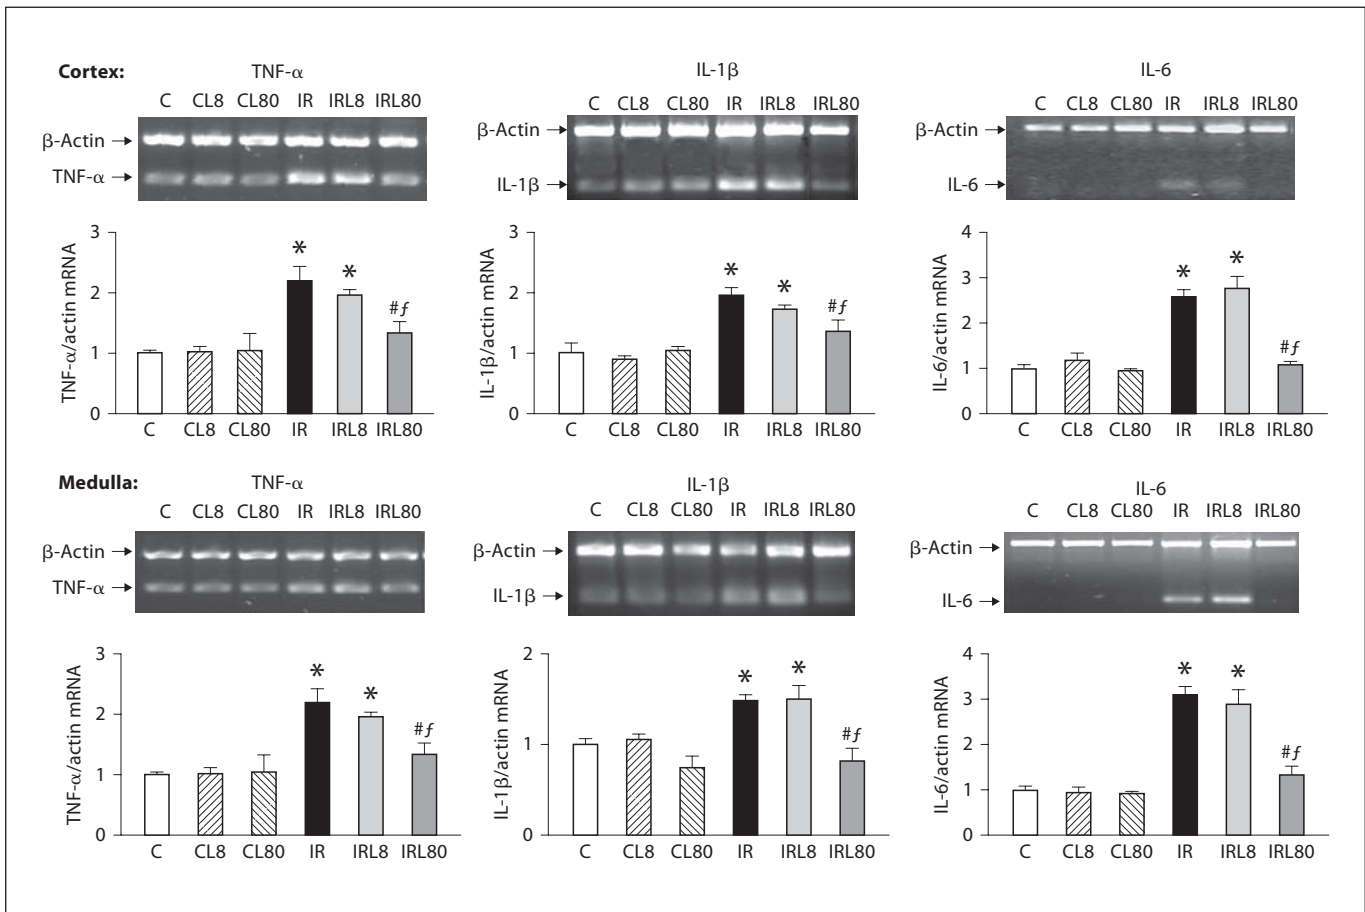 Cortex:
TNF-α
C CL8 CL80 IR IRL8 IRL80
β-Actin
TNF-α
TNF-α/actin mRNA
3
2
1
0
* * #ƒ
C CL8 CL80 IR IRL8 IRL80
IL-1β
C CL8 CL80 IR IRL8 IRL80
β-Actin
IL-1β
IL-1β/actin mRNA
3
2
1
0
* * #ƒ
C CL8 CL80 IR IRL8 IRL80
IL-6
C CL8 CL80 IR IRL8 IRL80
β-Actin
IL-6
IL-6/actin mRNA
4
3
2
1
0
* * #ƒ
C CL8 CL80 IR IRL8 IRL80
Medulla:
TNF-α
C CL8 CL80 IR IRL8 IRL80
β-Actin
TNF-α
TNF-α/actin mRNA
3
2
1
0
* * #ƒ
C CL8 CL80 IR IRL8 IRL80
IL-1β
C CL8 CL80 IR IRL8 IRL80
β-Actin
IL-1β
IL-1β/actin mRNA
2
1
0
* * #ƒ
C CL8 CL80 IR IRL8 IRL80
IL-6
C CL8 CL80 IR IRL8 IRL80
β-Actin
IL-6
IL-6/actin mRNA
4
3
2
1
0
* * #ƒ
C CL8 CL80 IR IRL8 IRL80